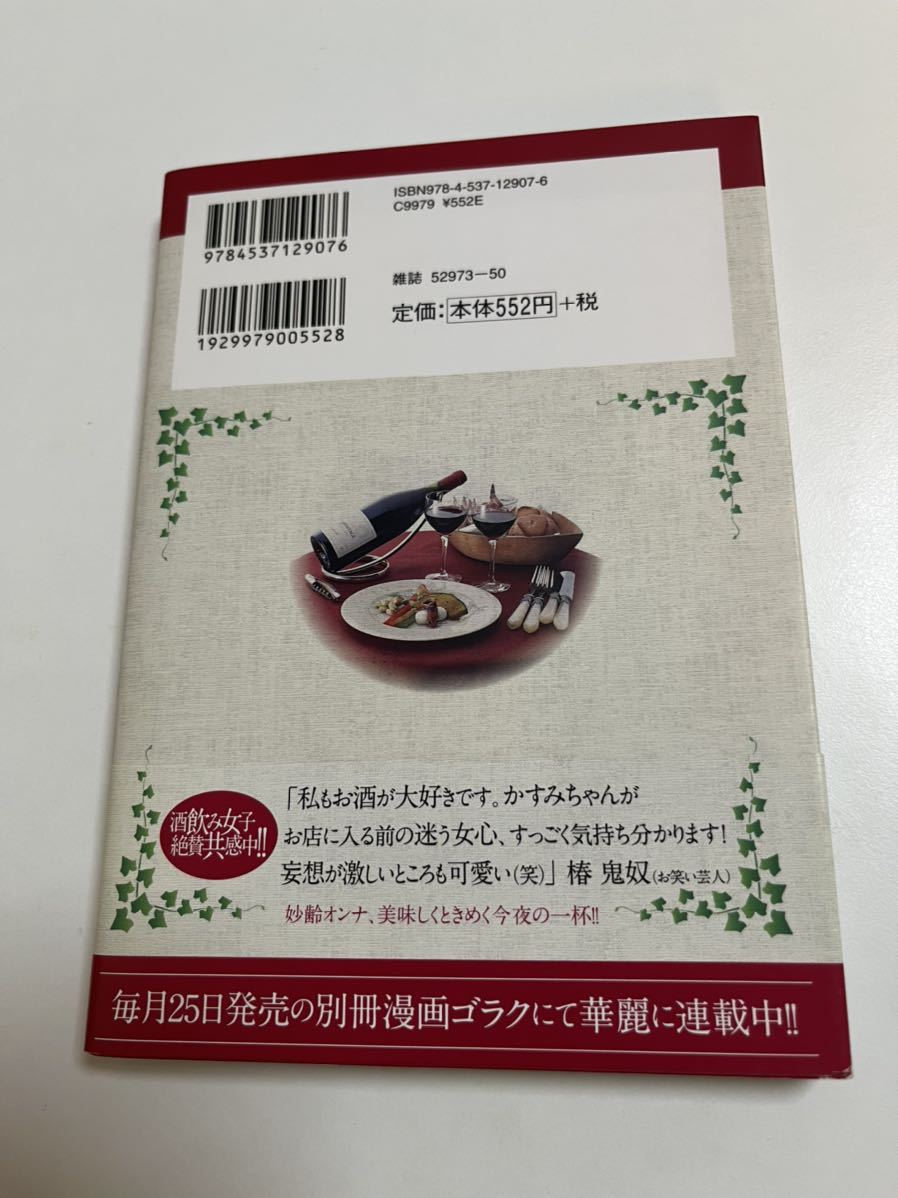 ISBN978-4-537-12907-6
C9979 ¥552E
9784537129076
雑誌 52973-50
定価:本体552円+税
1929979005528
酒飲み女子
絶賛共感中!!
「私もお酒が大好きです。かすみちゃんが
お店に入る前の迷う女心、すっごく気持ち分かります!
妄想が激しいところも可愛い(笑)」 椿 鬼奴(お笑い芸人)
妙齢オンナ、美味しくときめく今夜の一杯!!
毎月25日発売の別冊漫画ゴラクにて華麗に連載中!!